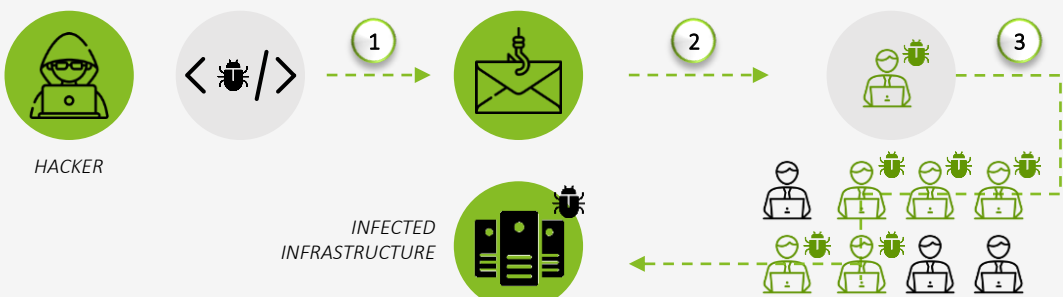 1
2
3
HACKER
INFECTED
INFRASTRUCTURE